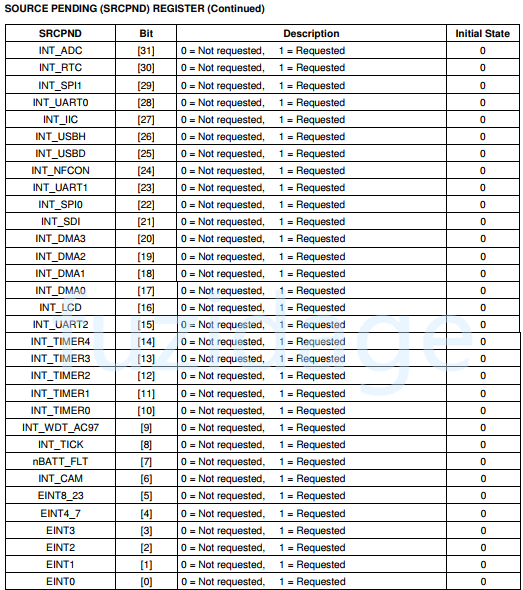 SOURCE PENDING (SRCPND) REGISTER (Continued)
SRCPND Bit Description Initial State
INT_ADC [31] 0 = Not requested, 1 = Requested 0
INT_RTC [30] 0 = Not requested, 1 = Requested 0
INT_SPI1 [29] 0 = Not requested, 1 = Requested 0
INT_UART0 [28] 0 = Not requested, 1 = Requested 0
INT_IIC [27] 0 = Not requested, 1 = Requested 0
INT_USBH [26] 0 = Not requested, 1 = Requested 0
INT_USBD [25] 0 = Not requested, 1 = Requested 0
INT_NFCON [24] 0 = Not requested, 1 = Requested 0
INT_UART1 [23] 0 = Not requested, 1 = Requested 0
INT_SPI0 [22] 0 = Not requested, 1 = Requested 0
INT_SDI [21] 0 = Not requested, 1 = Requested 0
INT_DMA3 [20] 0 = Not requested, 1 = Requested 0
INT_DMA2 [19] 0 = Not requested, 1 = Requested 0
INT_DMA1 [18] 0 = Not requested, 1 = Requested 0
INT_DMA0 [17] 0 = Not requested, 1 = Requested 0
INT_LCD [16] 0 = Not requested, 1 = Requested 0
INT_UART2 [15] 0 = Not requested, 1 = Requested 0
INT_TIMER4 [14] 0 = Not requested, 1 = Requested 0
INT_TIMER3 [13] 0 = Not requested, 1 = Requested 0
INT_TIMER2 [12] 0 = Not requested, 1 = Requested 0
INT_TIMER1 [11] 0 = Not requested, 1 = Requested 0
INT_TIMER0 [10] 0 = Not requested, 1 = Requested 0
INT_WDT_AC97 [9] 0 = Not requested, 1 = Requested 0
INT_TICK [8] 0 = Not requested, 1 = Requested 0
nBATT_FLT [7] 0 = Not requested, 1 = Requested 0
INT_CAM [6] 0 = Not requested, 1 = Requested 0
EINT8_23 [5] 0 = Not requested, 1 = Requested 0
EINT4_7 [4] 0 = Not requested, 1 = Requested 0
EINT3 [3] 0 = Not requested, 1 = Requested 0
EINT2 [2] 0 = Not requested, 1 = Requested 0
EINT1 [1] 0 = Not requested, 1 = Requested 0
EINT0 [0] 0 = Not requested, 1 = Requested 0